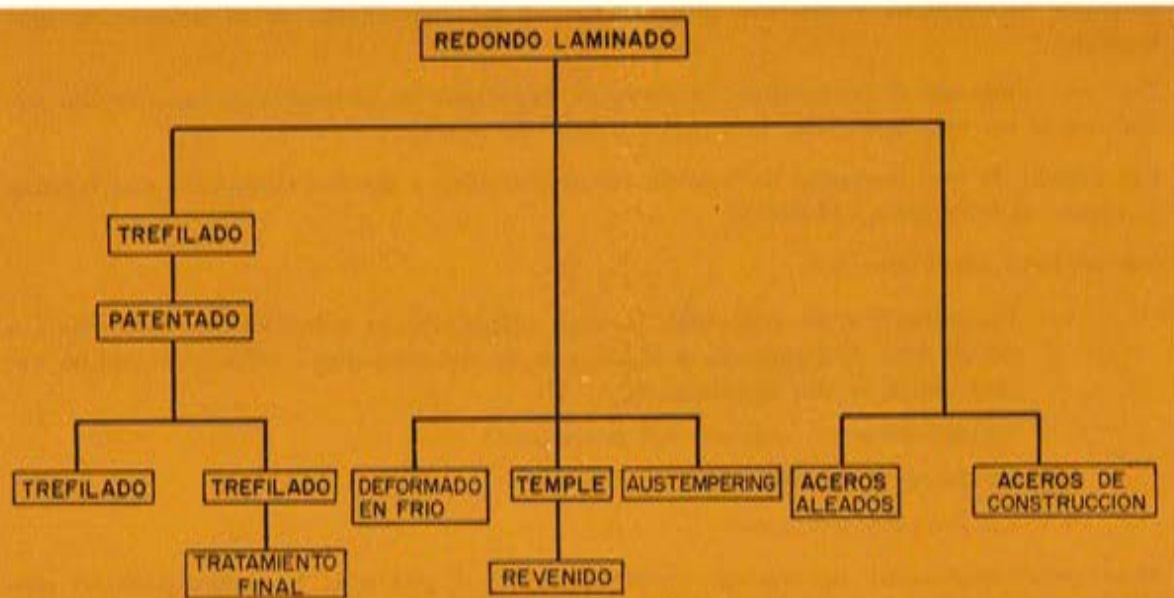 REDONDO LAMINADO
TREFILADO
PATENTADO
TREFILADO
TREFILADO
DEFORMADO
EN FRIO
TEMPLE
AUSTEMPERING
ACEROS
ALEADOS
ACEROS DE
CONSTRUCCION
TRATAMIENTO
FINAL
REVENIDO